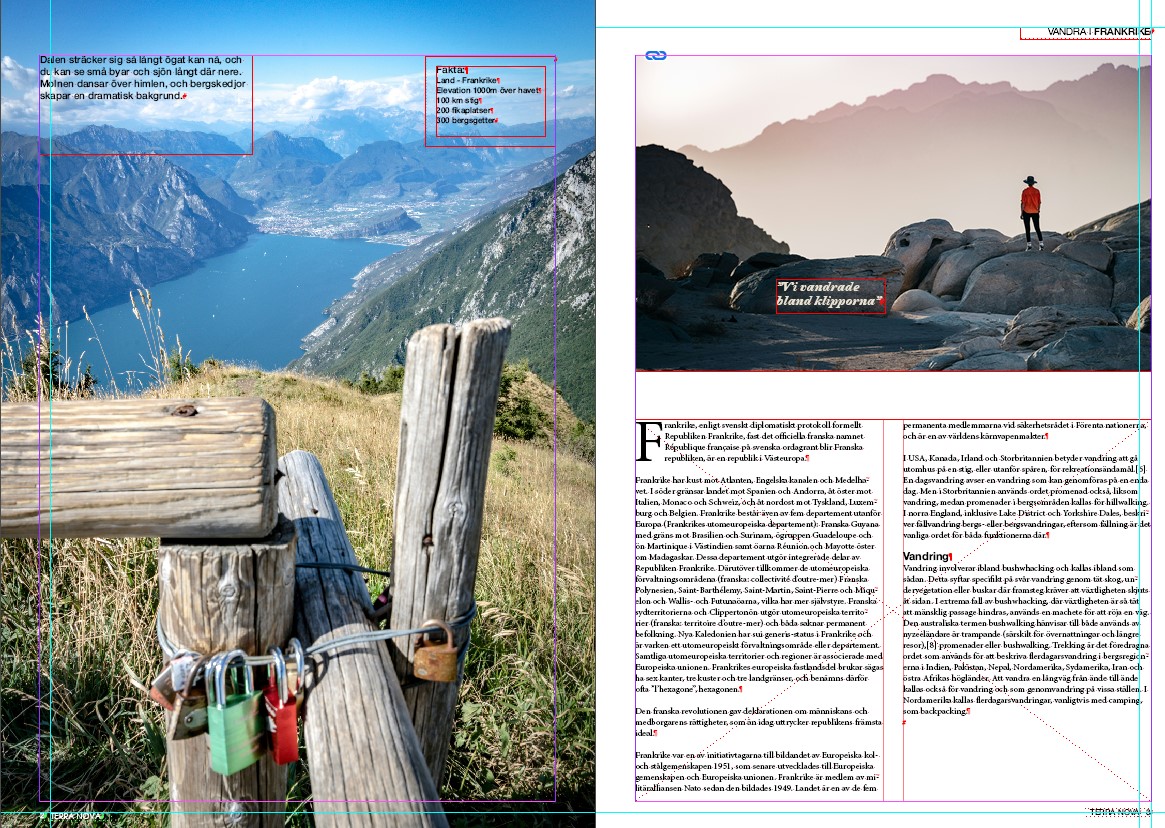 Dalen sträcker sig så långt ögat kan nå, och
du kan se små byar och sjön långt där nere.
Molnen dansar över himlen, och bergskedjor
skapar en dramatisk bakgrund.
Fakta:
Land - Frankrike
Elevation 1000m över havet
100 km stig
200 fikaplatser
300 bergsgetter
TERRA NOVA
VANDRA I FRANKRIKE
"Vi vandrade
bland klipporna"
Frankrike, enligt svenskt diplomatiskt protokoll formellt
Republiken Frankrike, fast det officiella franska namnet
République française på svenska ordagrant blir Franska
republiken, är en republik i Västeuropa.
Frankrike har kust mot Atlanten, Engelska kanalen och Medelha-
vet. I söder gränsar landet mot Spanien och Andorra, åt öster mot
Italien, Monaco och Schweiz, och åt nordost mot Tyskland, Luxem-
burg och Belgien. Frankrike består även av fem departement utanför
Europa (Frankrikes utomeuropeiska departement): Franska Guyana
med gräns mot Brasilien och Surinam, ögruppen Guadeloupe och
ön Martinique i Västindien samt öarna Réunion och Mayotte öster
om Madagaskar. Dessa departement utgör integrerade delar av
Republiken Frankrike. Därutöver tillkommer de utomeuropeiska
förvaltningsområdena (franska: collectivité d'outre-mer) Franska
Polynesien, Saint-Barthélemy, Saint-Martin, Saint-Pierre och Miqu-
elon och Wallis- och Futunaöarna, vilka har mer självstyre. Franska
sydterritorierna och Clippertonön utgör utomeuropeiska territo-
rier (franska: territoire d'outre-mer) och båda saknar permanent
befolkning. Nya Kaledonien har sui generis-status i Frankrike och
är varken ett utomeuropeiskt förvaltningsområde eller departement.
Samtliga utomeuropeiska territorier och regioner är associerade med
Europeiska unionen. Frankrikes europeiska fastlandsdel brukar sägas
ha sex kanter, tre kuster och tre landgränser, och benämns därför
ofta "l'hexagone", hexagonen.
Den franska revolutionen gav deklarationen om människans och
medborgarens rättigheter, som än idag uttrycker republikens främsta
ideal.
Frankrike var en av initiativtagarna till bildandet av Europeiska kol-
och stålgemenskapen 1951, som senare utvecklades till Europeiska
gemenskapen och Europeiska unionen. Frankrike är medlem av mi-
litäralliansen Nato sedan den bildades 1949. Landet är en av de fem
permanenta medlemmarna vid säkerhetsrådet i Förenta nationerna,
och är en av världens kärnvapenmakter.
I USA, Kanada, Irland och Storbritannien betyder vandring att gå
utomhus på en stig, eller utanför spåren, för rekreationsändamål.[5]
En dagsvandring avser en vandring som kan genomföras på en enda
dag. Men i Storbritannien används ordet promenad också, liksom
vandring, medan promenader i bergsområden kallas för hillwalking.
I norra England, inklusive Lake District och Yorkshire Dales, beskri-
ver fällvandring bergs- eller bergsvandringar, eftersom fällning är det
vanliga ordet för båda funktionerna där.
Vandring
Vandring involverar ibland bushwhacking och kallas ibland som
sådan. Detta syftar specifikt på svår vandring genom tät skog, un-
dervegetation eller buskar där framsteg kräver att växtligheten skjuts
åt sidan. I extrema fall av bushwhacking, där växtligheten är så tät
att mänsklig passage hindras, används en machete för att röja en väg.
Den australiska termen bushwalking hänvisar till både används av
nyzeeländare är trampande (särskilt för övernattningar och längre
resor),[8] promenader eller bushwalking. Trekking är det föredragna
ordet som används för att beskriva flerdagarsvandring i bergsregion-
erna i Indien, Pakistan, Nepal, Nordamerika, Sydamerika, Iran och
östra Afrikas högländer. Att vandra en långväg från ände till ände
kallas också för vandring och som genomvandring på vissa ställen. I
Nordamerika kallas flerdagarsvandringar, vanligtvis med camping,
som backpacking.
TERRA NOVA